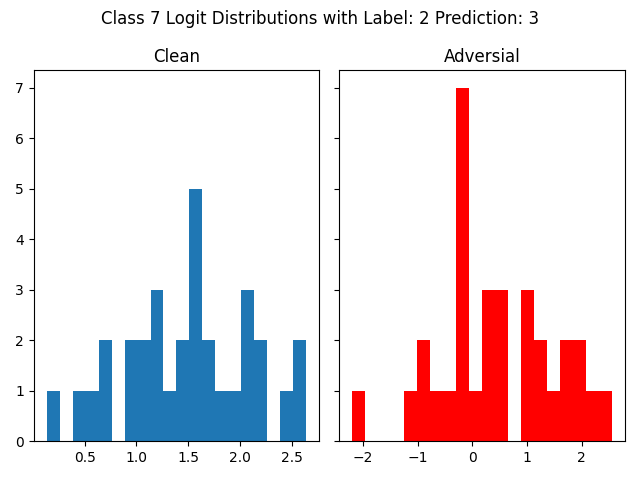 Class 7 Logit Distributions with Label: 2 Prediction: 3
Clean
Adversial
7
6
5
4
3
2
1
0
0.5 1.0 1.5 2.0 2.5
−2 −1 0 1 2